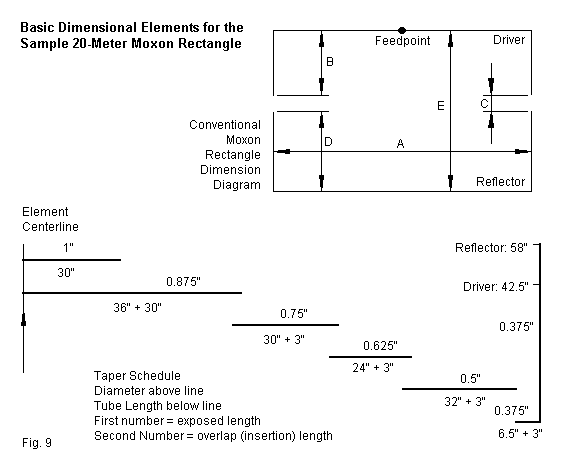 Basic Dimensional Elements for the
Sample 20-Meter Moxon Rectangle
Feedpoint
Driver
B
E
C
Conventional
Moxon
Rectangle
Dimension
Diagram
D
A
Reflector
Element
Centerline
1"
30"
0.875"
36" + 30"
0.75"
30" + 3"
0.625"
24" + 3"
0.5"
32" + 3"
Reflector: 58"
Driver: 42.5"
0.375"
0.375"
6.5" + 3"
Taper Schedule
Diameter above line
Tube Length below line
First number = exposed length
Second Number = overlap (insertion) length
Fig. 9